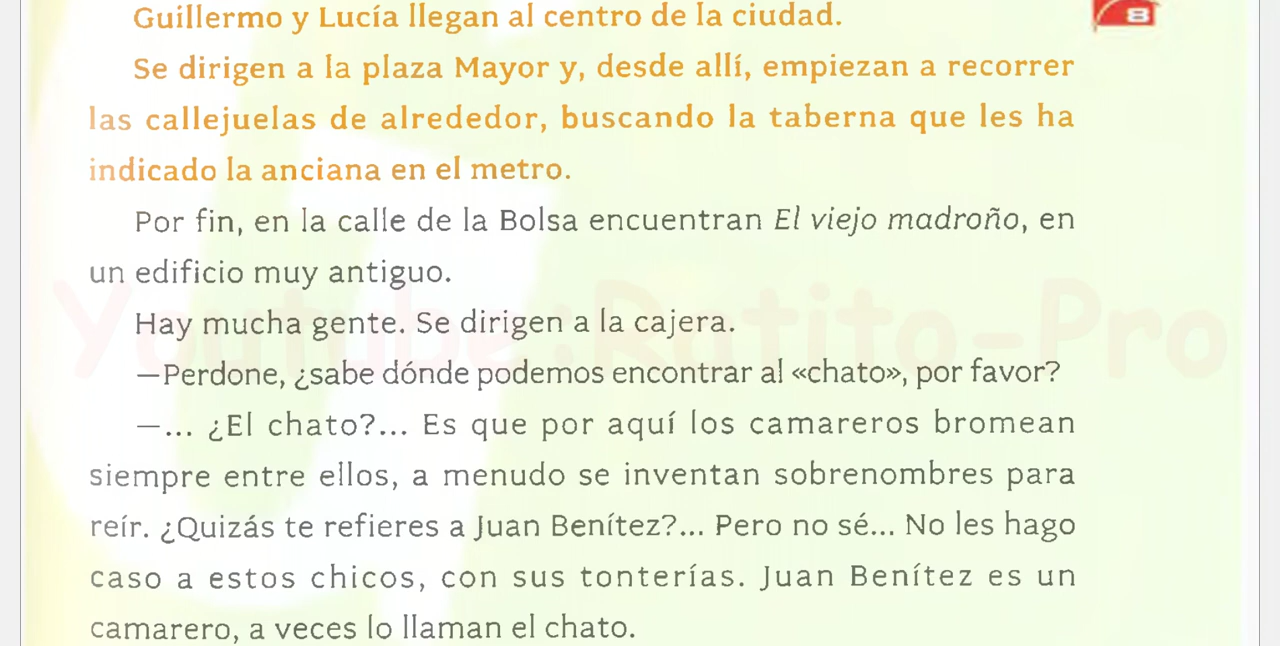 Guillermo y Lucía llegan al centro de la ciudad.
8
Se dirigen a la plaza Mayor y, desde allí, empiezan a recorrer
las callejuelas de alrededor, buscando la taberna que les ha
indicado la anciana en el metro.
Por fin, en la calle de la Bolsa encuentran El viejo madroño, en
un edificio muy antiguo.
Hay mucha gente. Se dirigen a la cajera.
Youtube:Ratito-Pro
—Perdone, ¿sabe dónde podemos encontrar al «chato», por favor?
—... ¿El chato?... Es que por aquí los camareros bromean
siempre entre ellos, a menudo se inventan sobrenombres para
reír. ¿Quizás te refieres a Juan Benítez?... Pero no sé... No les hago
caso a estos chicos, con sus tonterías. Juan Benítez es un
camarero, a veces lo llaman el chato.